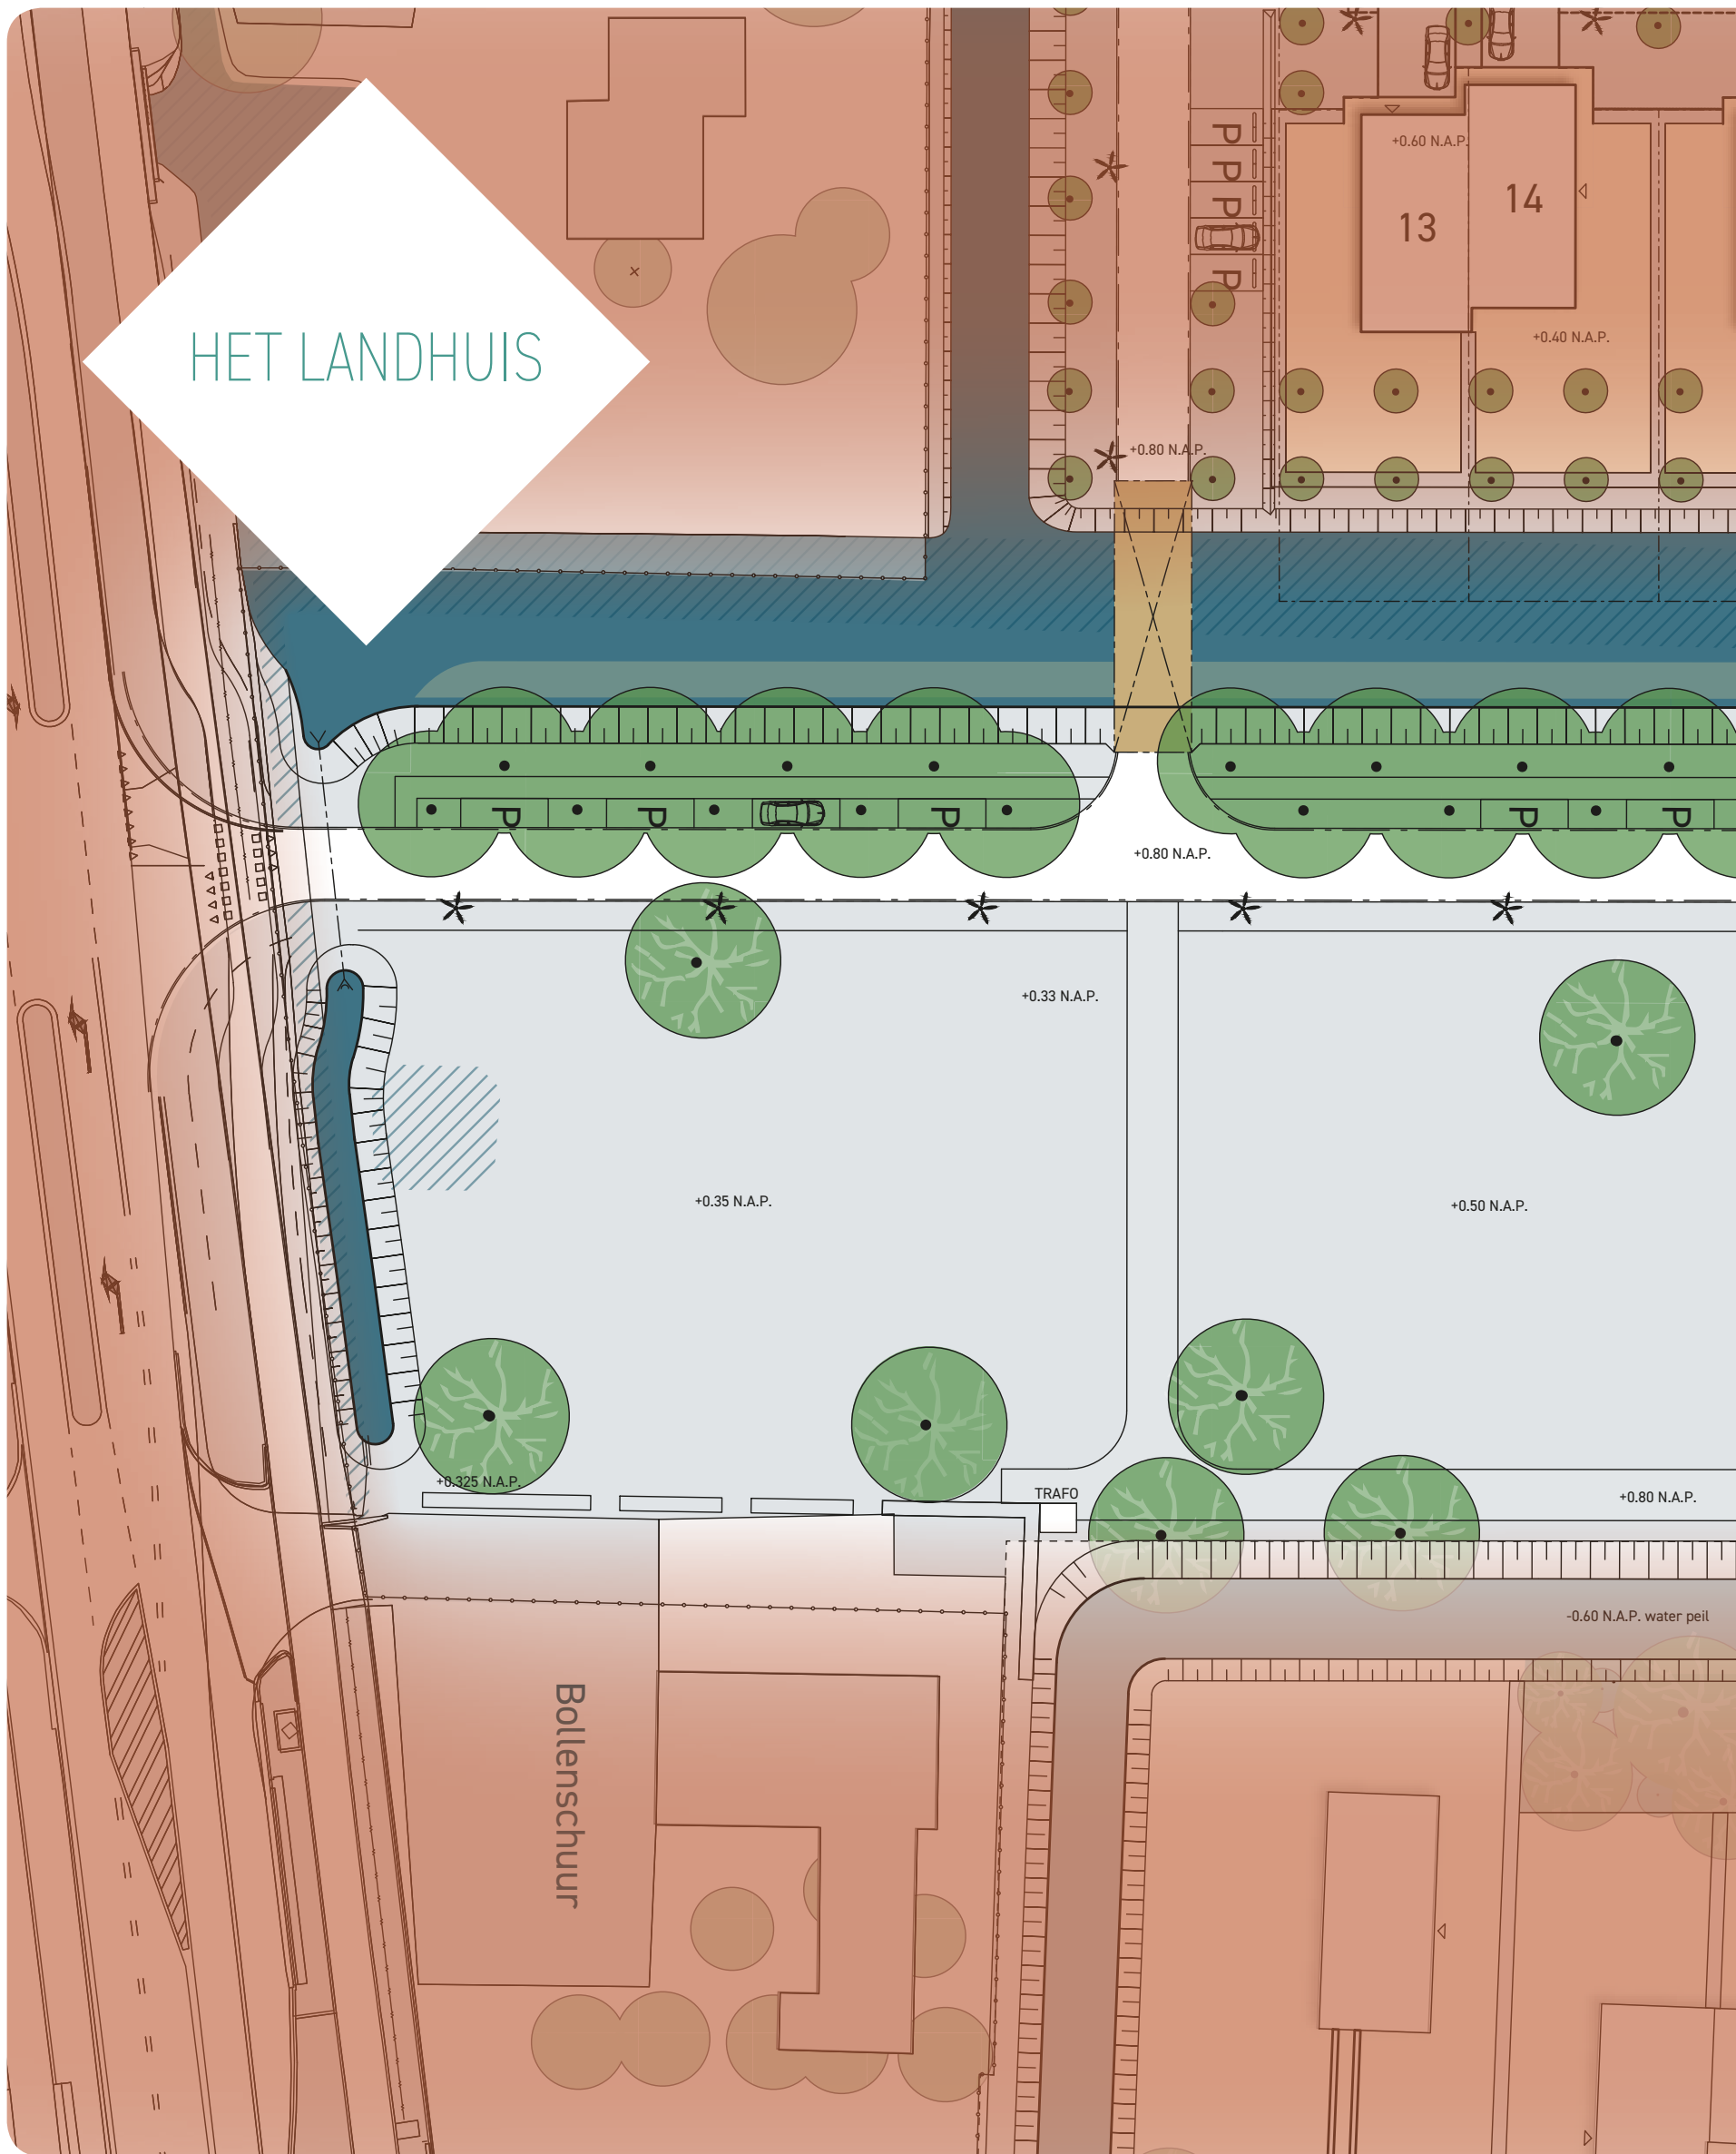 P
P
P
P
+0.60 N.A.P.
14
13
HET LANDHUIS
+0.40 N.A.P.
+0.80 N.A.P.
P
P
P
P
P
+0.80 N.A.P.
+0.33 N.A.P.
+0.35 N.A.P.
+0.50 N.A.P.
+0.325 N.A.P.
TRAFO
+0.80 N.A.P.
-0.60 N.A.P. water peil
Bollenschuur